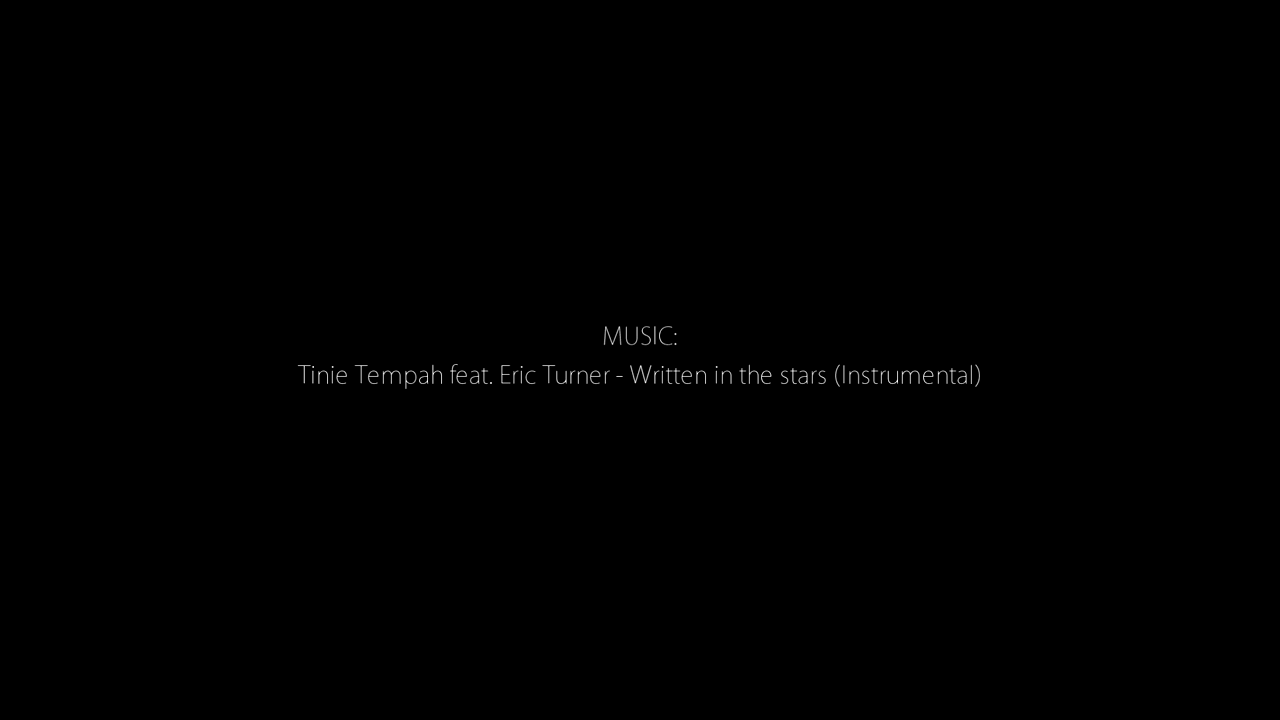 MUSIC:
Tinie Tempah feat. Eric Turner - Written in the stars (Instrumental)